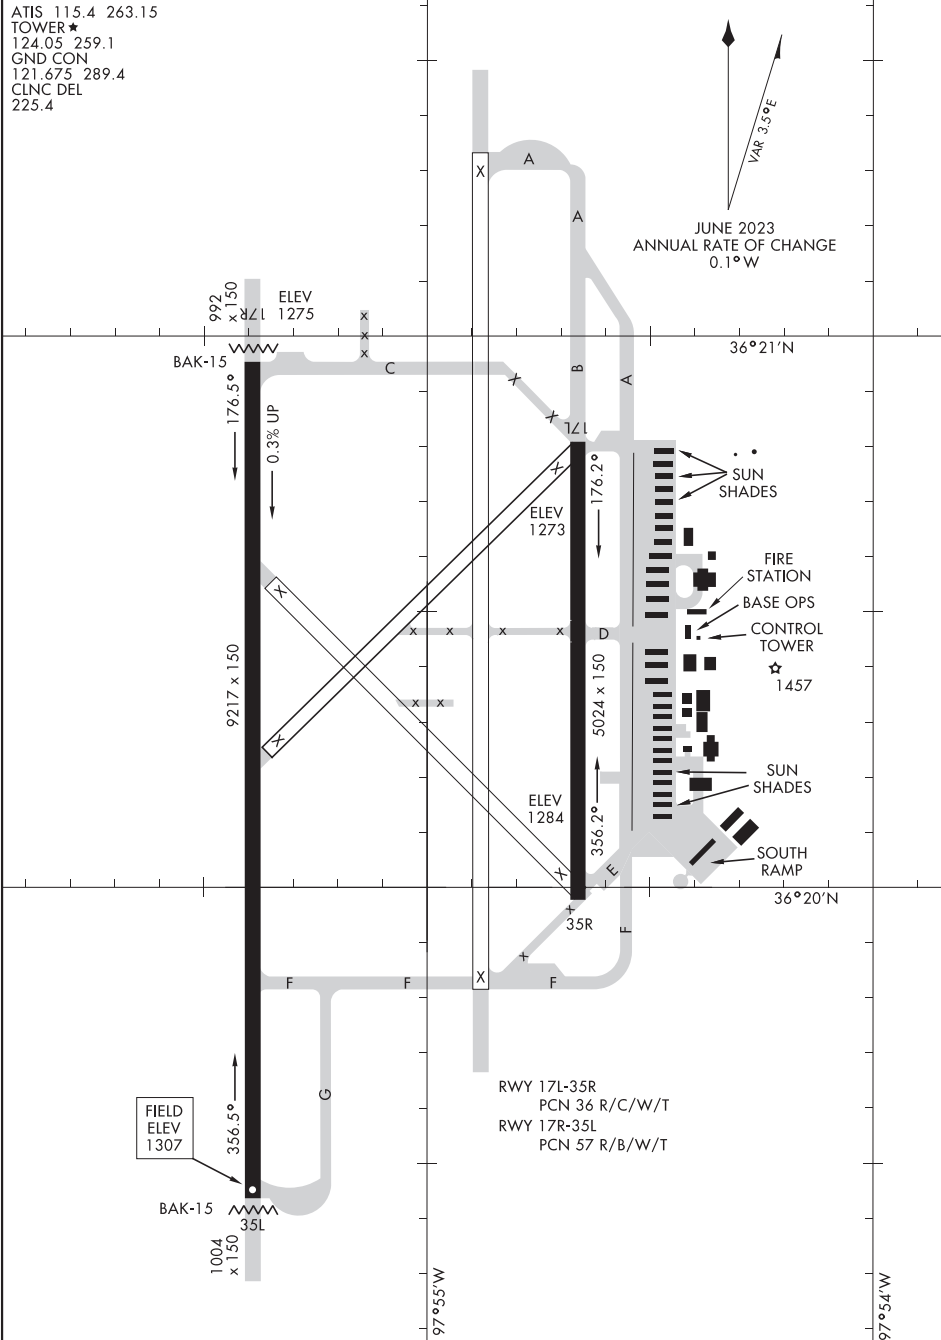 ATIS 115.4 263.15
TOWER ★
124.05 259.1
GND CON
121.675 289.4
CLNC DEL
225.4
VAR 3.5°E
JUNE 2023
ANNUAL RATE OF CHANGE
0.1°W
X
A
A
992
x 150
17R
ELEV
1275
x
x
x
36°21'N
BAK-15
C
B
A
X
X
176.5°
0.3% UP
17L
X
176.2°
SUN
SHADES
ELEV
1273
FIRE
STATION
X
BASE OPS
x x x x
D
CONTROL
TOWER
1457
9217 x 150
5024 x 150
x x
X
SUN
SHADES
ELEV
1284
356.2°
SOUTH
RAMP
X
E
36°20'N
x
35R
F
x
X
F F F
G
RWY 17L-35R
PCN 36 R/C/W/T
RWY 17R-35L
PCN 57 R/B/W/T
356.5°
FIELD
ELEV
1307
BAK-15
35L
1004
x 150
97°55'W
97°54'W